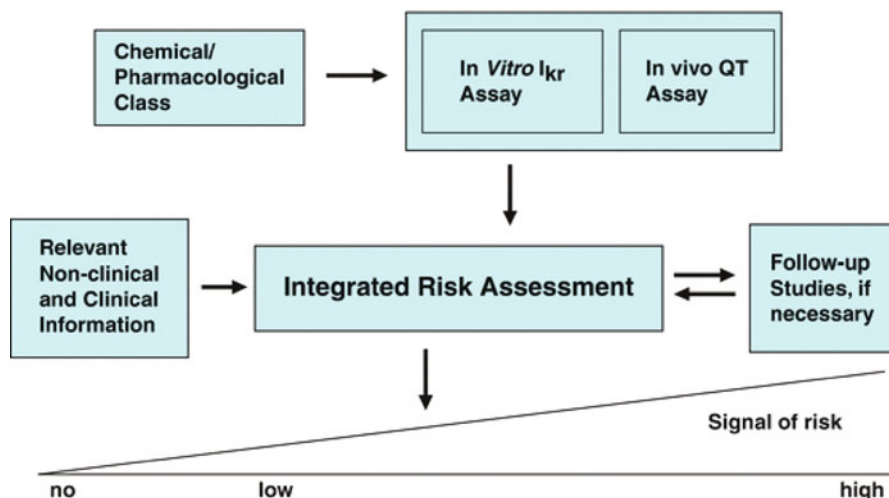 Chemical/
Pharmacological
Class
In Vitro Ikr
Assay
In vivo QT
Assay
Relevant
Non-clinical
and Clinical
Information
Integrated Risk Assessment
Follow-up
Studies, if
necessary
Signal of risk
no low high